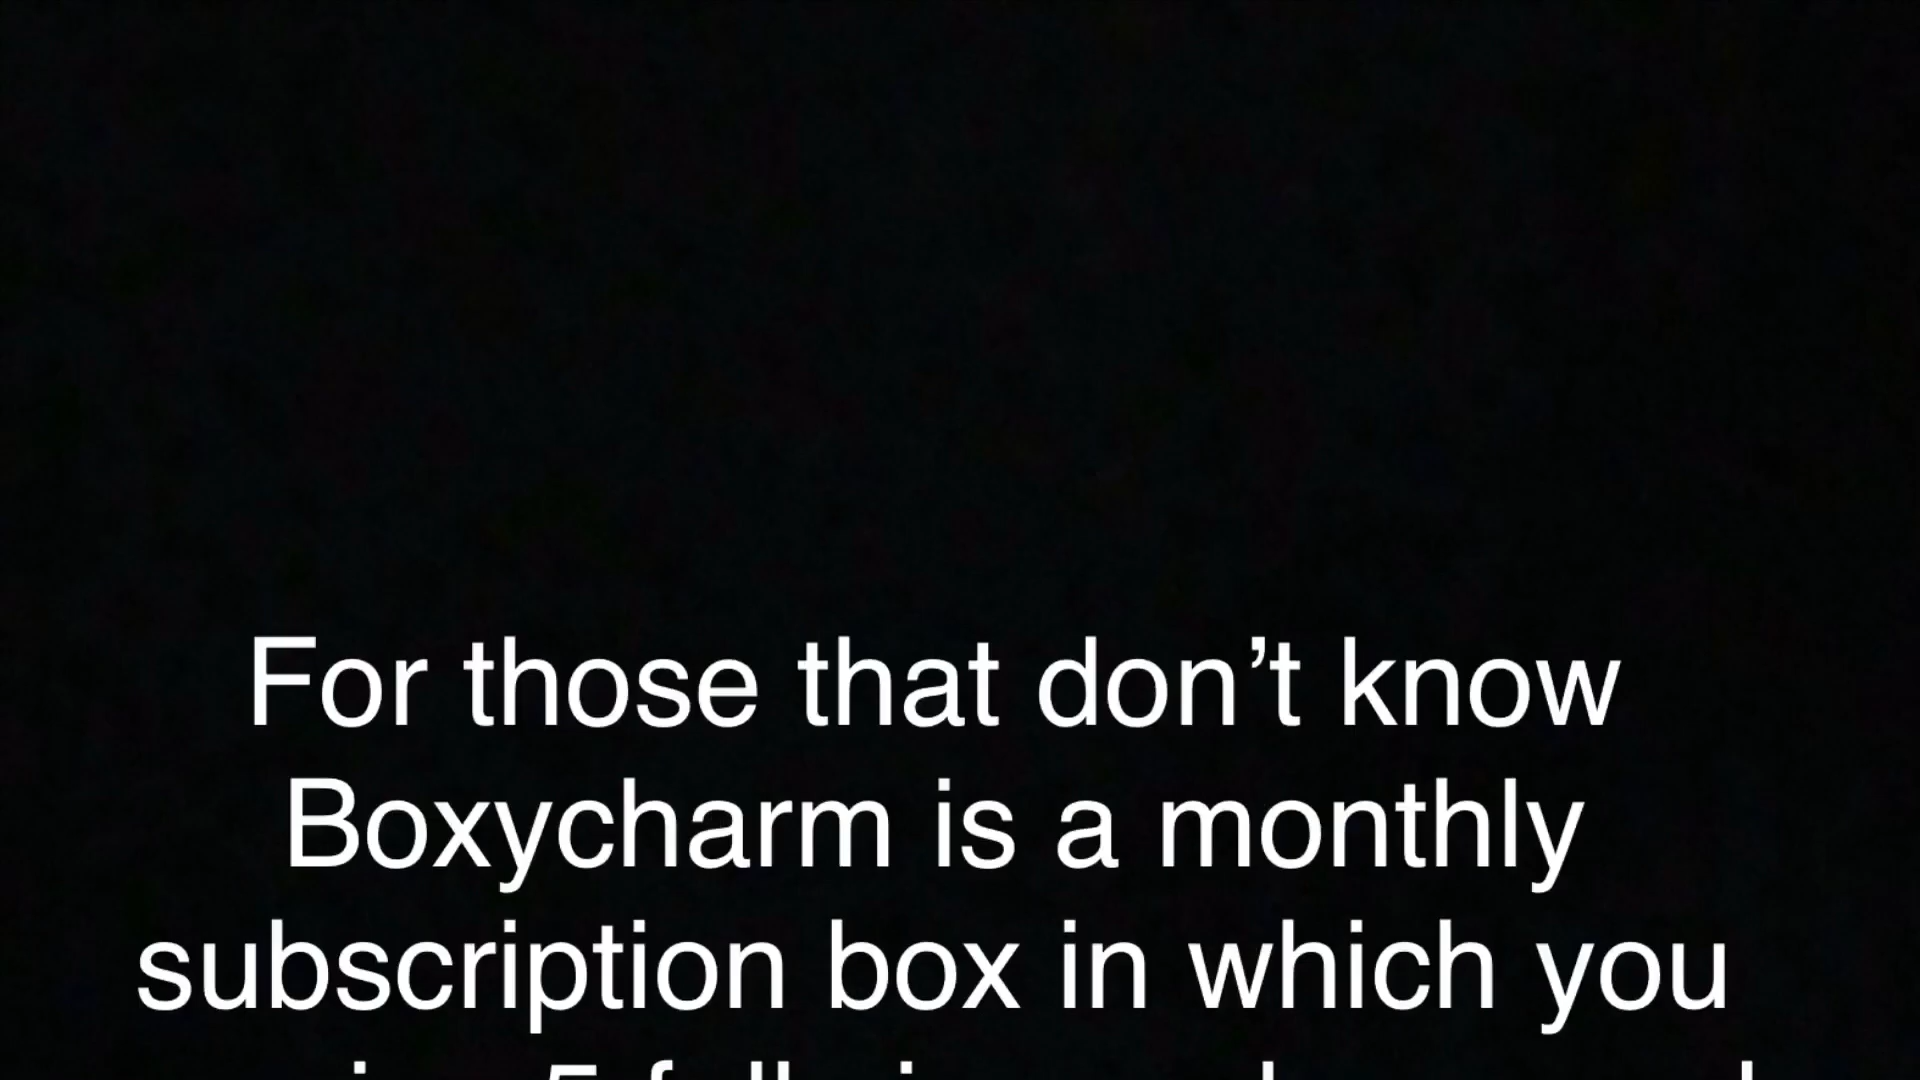 For those that don’t know
Boxycharm is a monthly
subscription box in which you